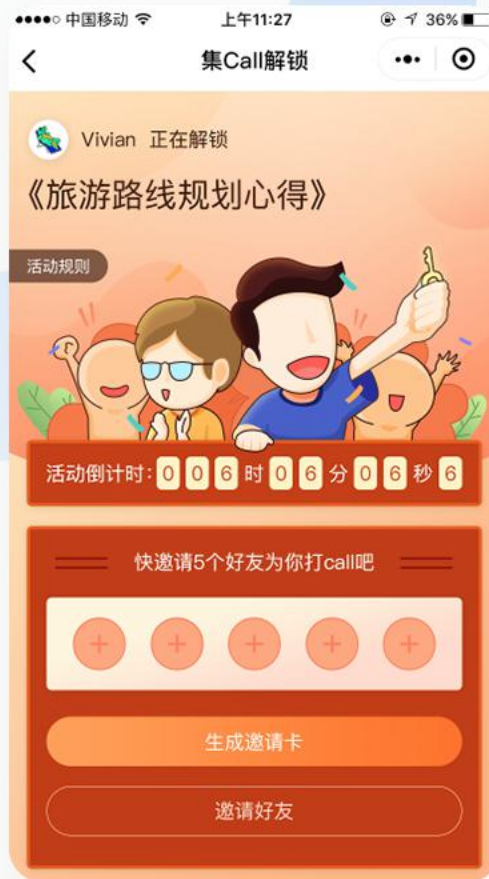 中国移动 上午11:27 36%
集Call解锁
Vivian 正在解锁
《旅游路线规划心得》
活动规则
活动倒计时:006时06分06秒6
快邀请5个好友为你打call吧
生成邀请卡
邀请好友